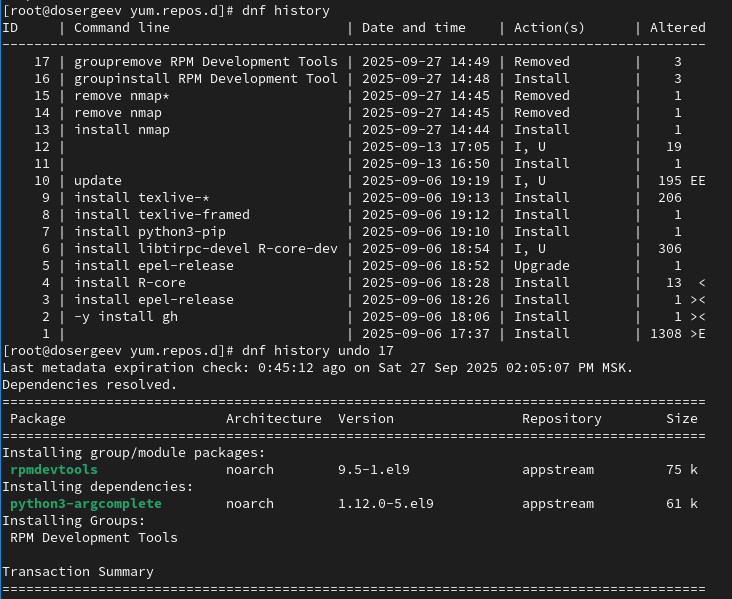 [root@dosergeev yum.repos.d]# dnf history
ID     | Command line                     | Date and time    | Action(s)      | Altered
----------------------------------------------------------------------------------------
    17 | groupremove RPM Development Tools | 2025-09-27 14:49 | Removed        |    3
    16 | groupinstall RPM Development Tool | 2025-09-27 14:48 | Install        |    3
    15 | remove nmap*                      | 2025-09-27 14:45 | Removed        |    1
    14 | remove nmap                       | 2025-09-27 14:45 | Removed        |    1
    13 | install nmap                      | 2025-09-27 14:44 | Install        |    1
    12 |                                   | 2025-09-13 17:05 | I, U           |   19
    11 |                                   | 2025-09-13 16:50 | Install        |    1
    10 | update                            | 2025-09-06 19:19 | I, U           |  195 EE
     9 | install texlive-*                 | 2025-09-06 19:13 | Install        |  206
     8 | install texlive-framed            | 2025-09-06 19:12 | Install        |    1
     7 | install python3-pip               | 2025-09-06 19:10 | Install        |    1
     6 | install libtirpc-devel R-core-dev | 2025-09-06 18:54 | I, U           |  306
     5 | install epel-release              | 2025-09-06 18:52 | Upgrade        |    1
     4 | install R-core                    | 2025-09-06 18:28 | Install        |   13  <
     3 | install epel-release              | 2025-09-06 18:26 | Install        |    1 ><
     2 | -y install gh                     | 2025-09-06 18:06 | Install        |    1 ><
     1 |                                   | 2025-09-06 17:37 | Install        | 1308 >E
[root@dosergeev yum.repos.d]# dnf history undo 17
Last metadata expiration check: 0:45:12 ago on Sat 27 Sep 2025 02:05:07 PM MSK.
Dependencies resolved.
========================================================================================
 Package                    Architecture  Version                Repository        Size
========================================================================================
Installing group/module packages:
 rpmdevtools                noarch        9.5-1.el9              appstream         75 k
Installing dependencies:
 python3-argcomplete        noarch        1.12.0-5.el9           appstream         61 k
Installing Groups:
 RPM Development Tools

Transaction Summary
========================================================================================